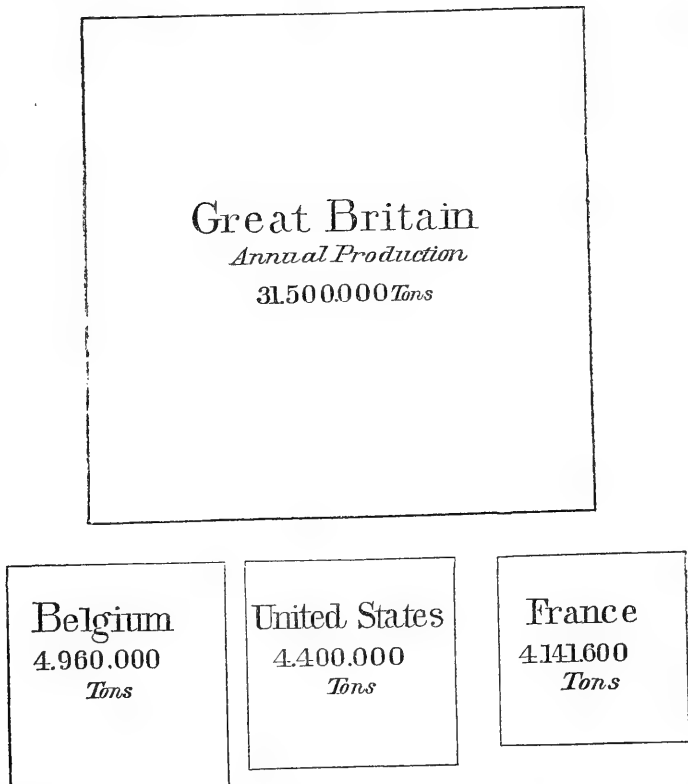 Great Britain
Annual Production
31.500.000 Tons
Belgium
4.960.000
Tons
United States
4.400.000
Tons
France
4.141.600
Tons